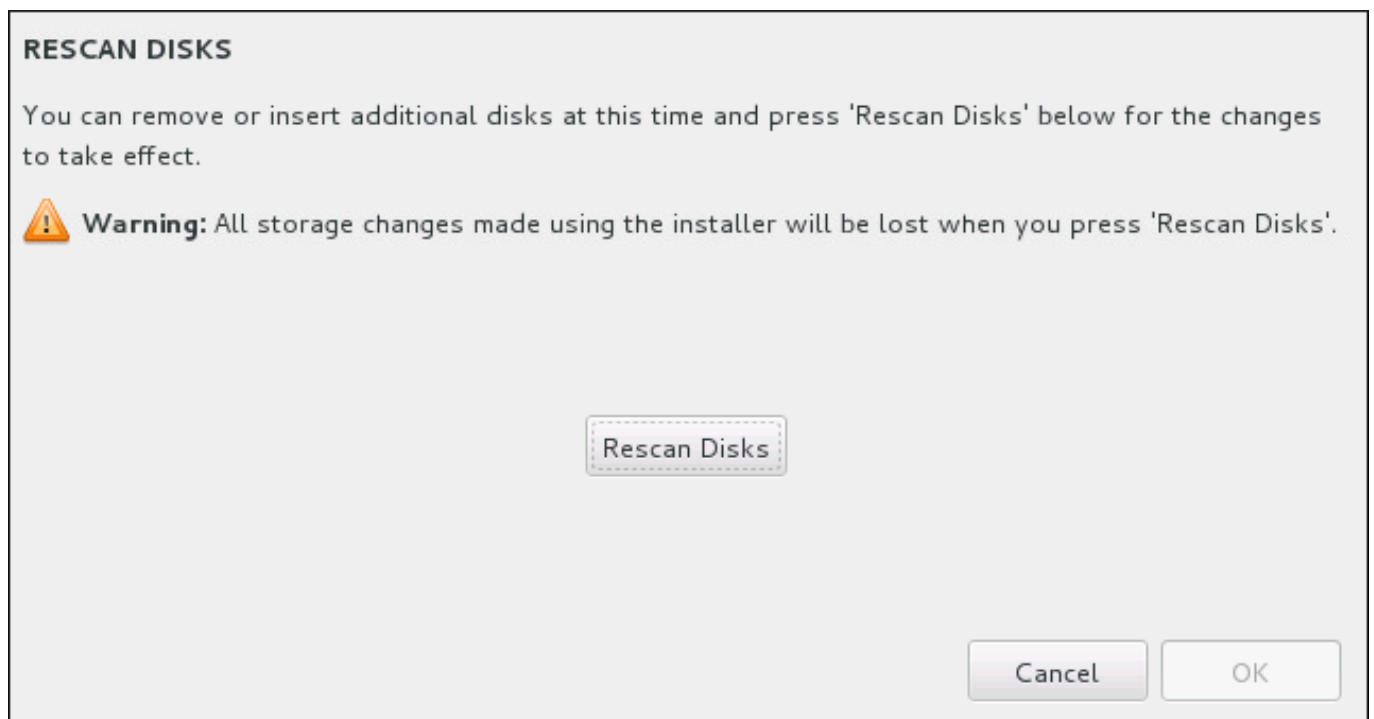 RESCAN DISKS
You can remove or insert additional disks at this time and press 'Rescan Disks' below for the changes
to take effect.
Warning: All storage changes made using the installer will be lost when you press 'Rescan Disks'.
Rescan Disks
Cancel
OK